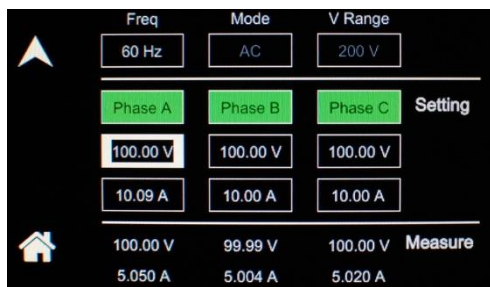 Freq Mode V Range
60 Hz AC 200 V
Phase A Phase B Phase C Setting
100.00 V 100.00 V 100.00 V
10.09 A 10.00 A 10.00 A
100.00 V 99.99 V 100.00 V Measure
5.050 A 5.004 A 5.020 A